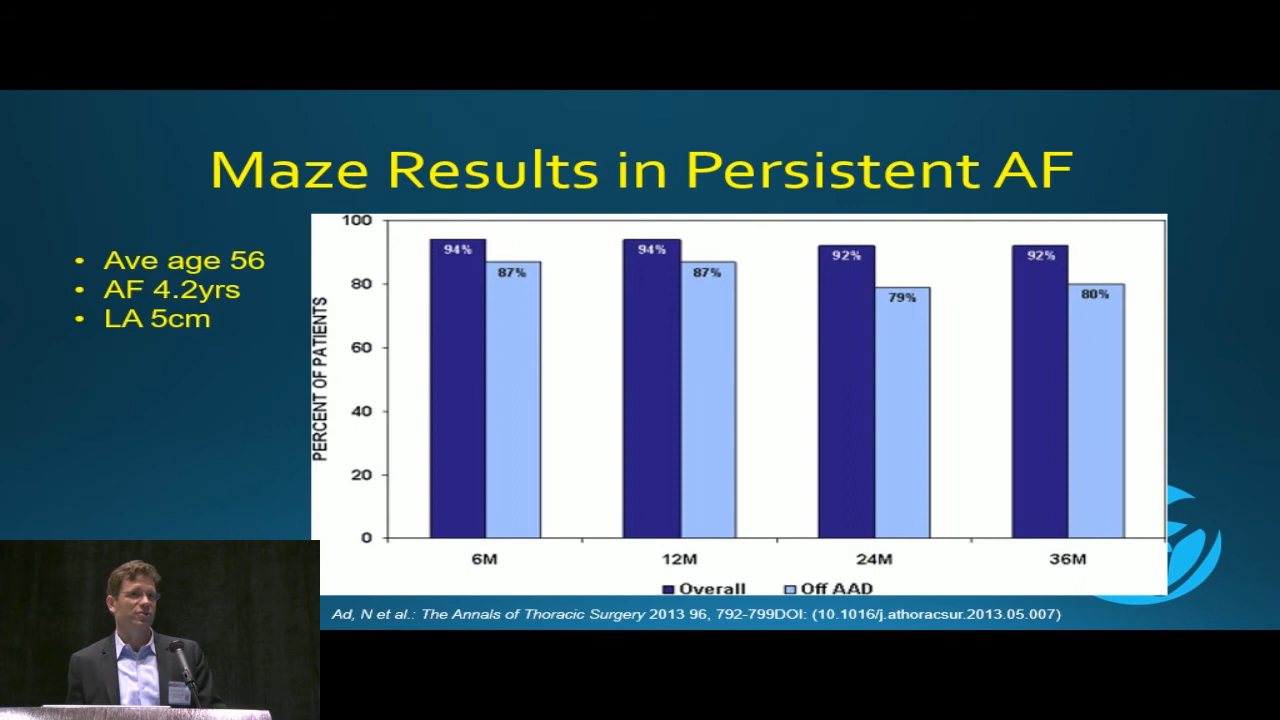 Maze Results in Persistent AF
• Ave age 56
• AF 4.2yrs
• LA 5cm
PERCENT OF PATIENTS
100
80
60
40
20
0
94%
87%
94%
87%
92%
79%
92%
80%
6M
12M
24M
36M
Overall
Off AAD
Ad, N et al.: The Annals of Thoracic Surgery 2013 96, 792-799DOI: (10.1016/j.athoracsur.2013.05.007)